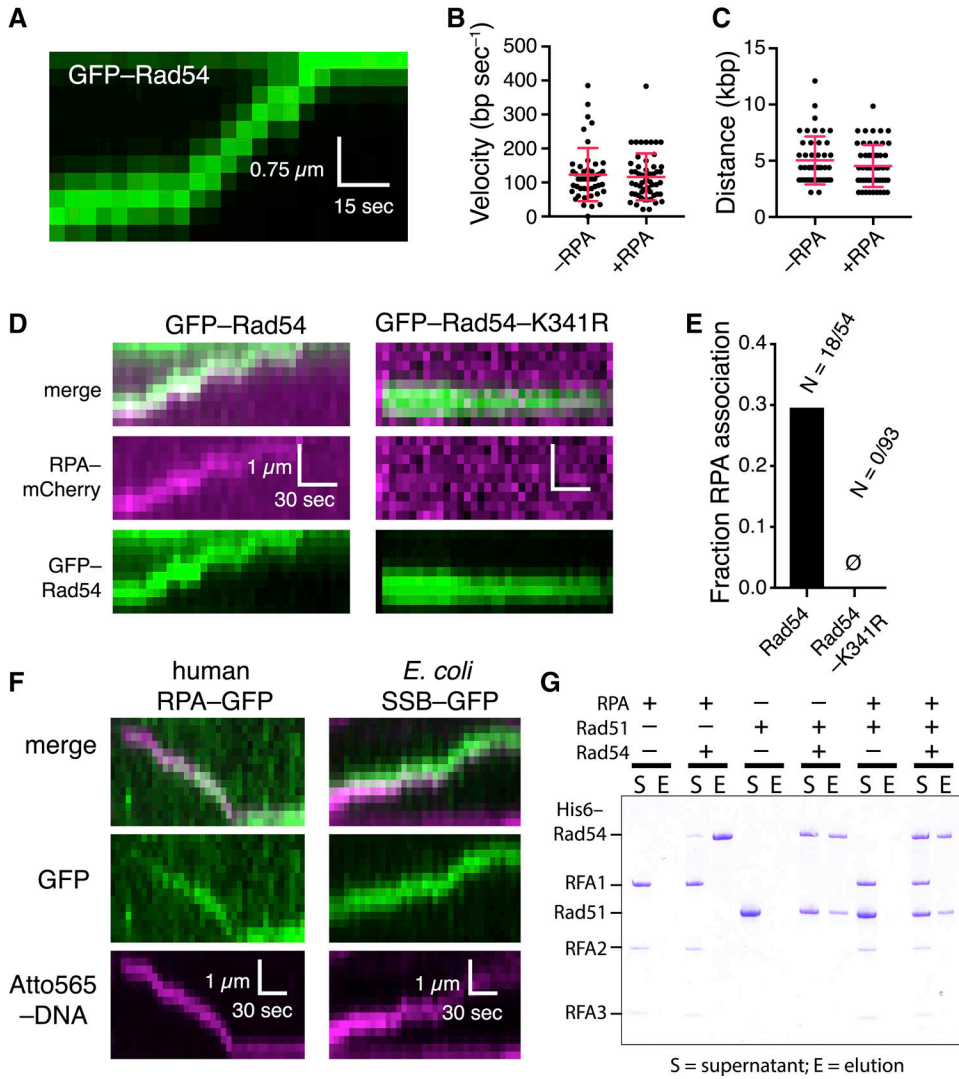 A
GFP–Rad54
0.75 µm
15 sec
B
Velocity (bp sec⁻¹)
500
400
300
200
100
0
–RPA
+RPA
C
Distance (kbp)
15
10
5
0
–RPA
+RPA
D
GFP–Rad54
GFP–Rad54–K341R
merge
RPA–
mCherry
1 µm
30 sec
GFP–
Rad54
E
Fraction RPA association
0.4
0.3
0.2
0.1
0.0
N = 18/54
N = 0/93
Ø
Rad54
Rad54
–K341R
F
human
RPA–GFP
E. coli
SSB–GFP
merge
GFP
Atto565
–DNA
1 µm
30 sec
1 µm
30 sec
G
RPA + + – – + +
Rad51 – – + + + +
Rad54 – + – + – +
S E S E S E S E S E S E
His6–
Rad54
RFA1
Rad51
RFA2
RFA3
S = supernatant; E = elution